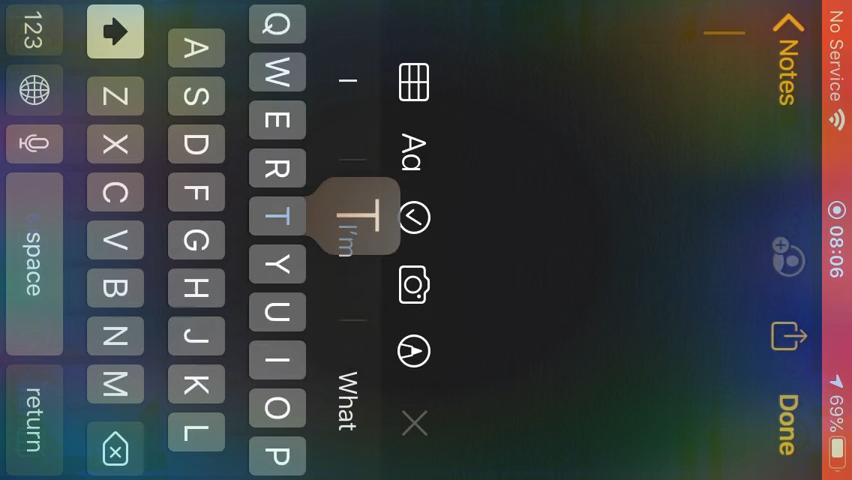 No Service 08:06 69%
Notes Done
Aa
I I'm What
T
Q W E R T Y U I O P
A S D F G H J K L
Z X C V B N M
123 space return